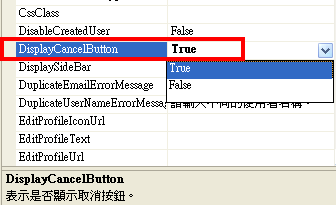 CssClass
DisableCreatedUser False
DisplayCancelButton True
DisplaySideBar True
DuplicateEmailErrorMessage False
DuplicateUserNameErrorMessa 請輸入不同的使用者名稱。
EditProfileIconUrl
EditProfileText
EditProfileUrl
DisplayCancelButton
表示是否顯示取消按鈕。